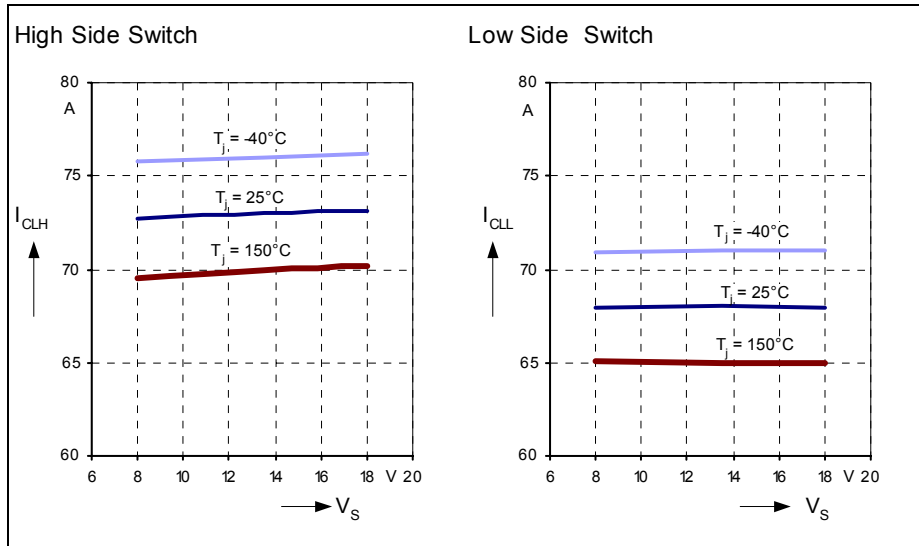 High Side Switch
80
A
75
I_CLH
70
65
60
T_j = -40°C
T_j = 25°C
T_j = 150°C
6 8 10 12 14 16 18 V 20
V_S
Low Side Switch
80
A
75
I_CLL
70
65
60
T_j = -40°C
T_j = 25°C
T_j = 150°C
6 8 10 12 14 16 18 V 20
V_S